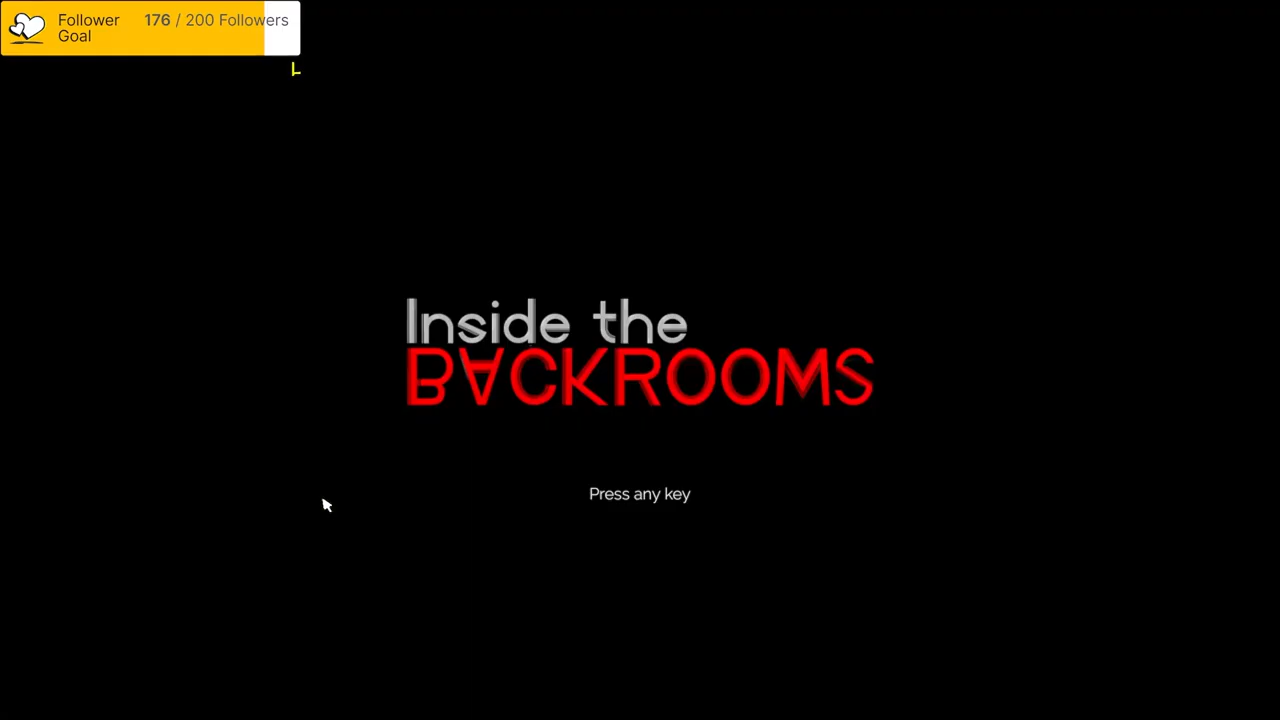 Follower 176 / 200 Followers
Goal
Inside the
BACKROOMS
Press any key